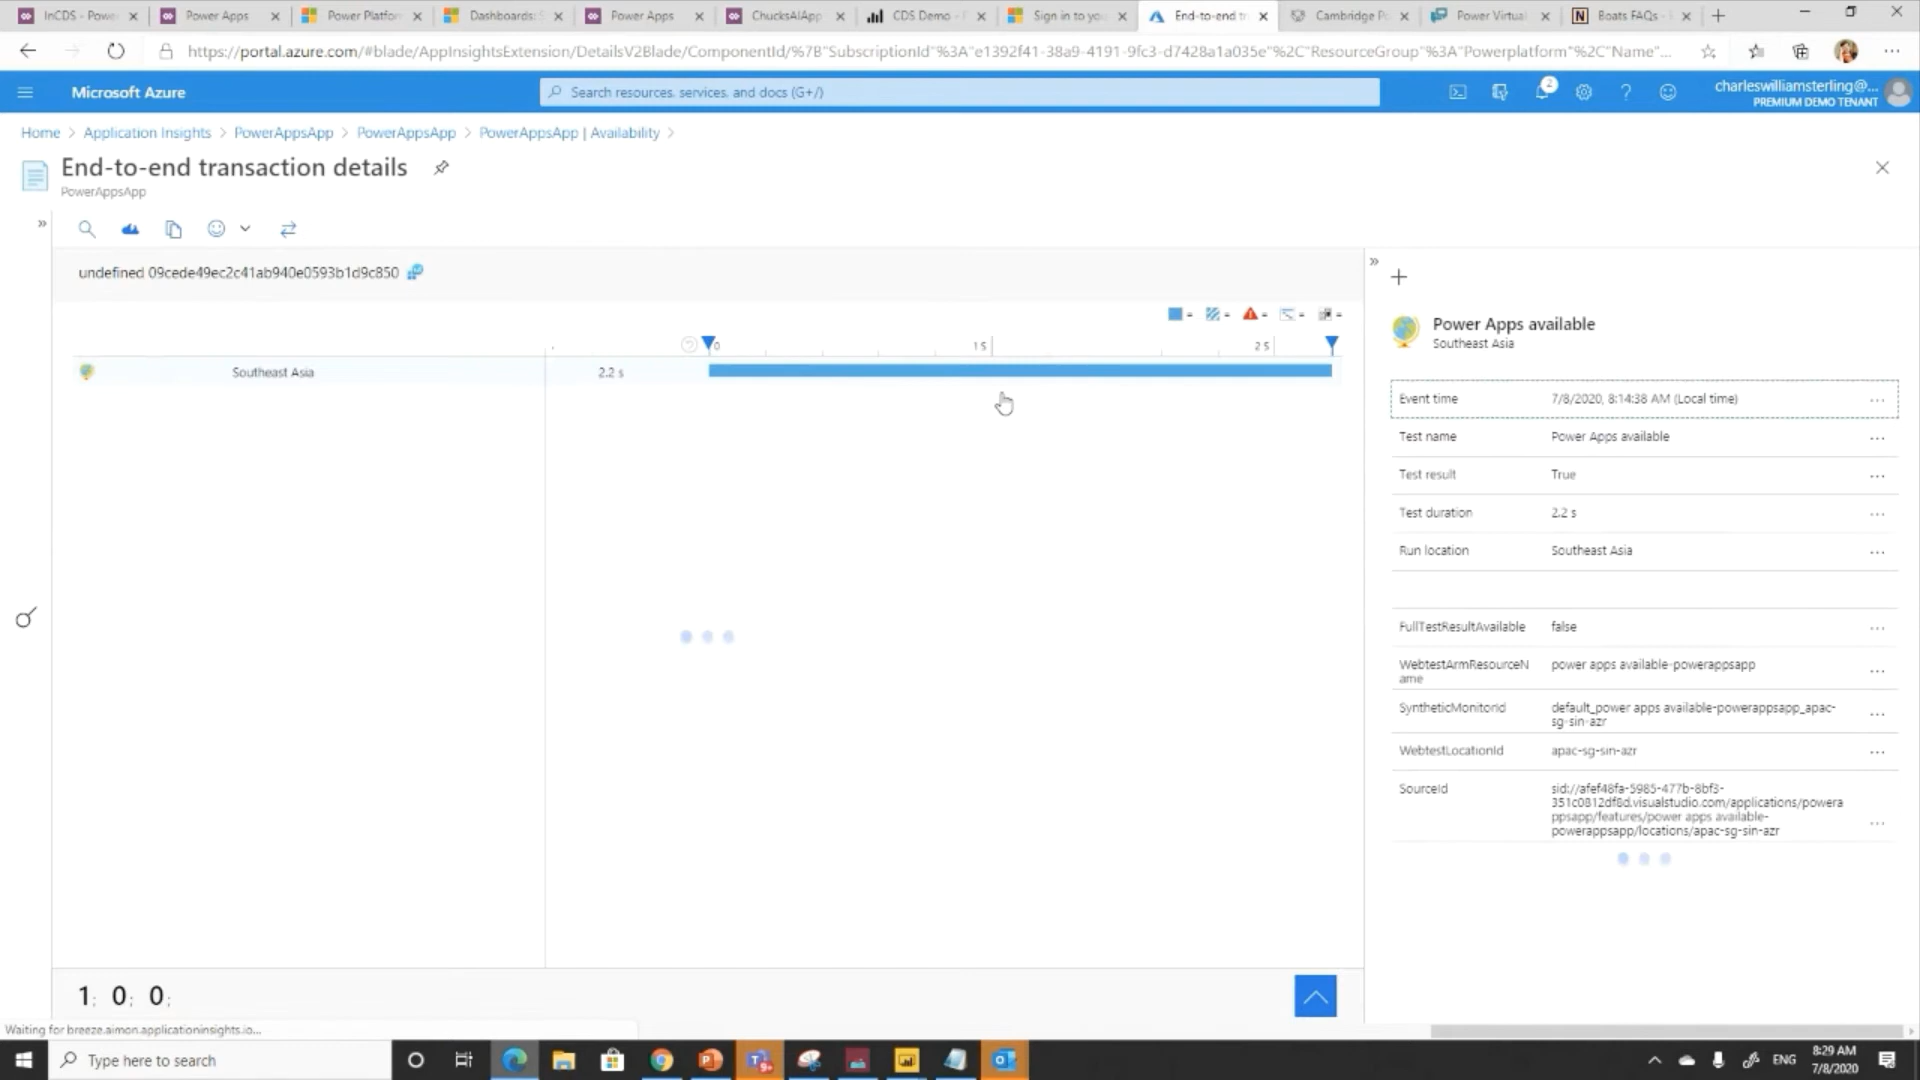 InCDS - Powe
Power Apps
Power Platfor
Dashboards: S
Power Apps
ChucksAIApp
CDS Demo - P
Sign in to you
End-to-end tr
Cambridge P
Power Virtual
Boats FAQs -
https://portal.azure.com/#blade/AppInsightsExtension/DetailsV2Blade/ComponentId/%7B"SubscriptionId"%3A"e1392f41-38a9-4191-9fc3-d7428a1a035e"%2C"ResourceGroup"%3A"Powerplatform"%2C"Name"...
Microsoft Azure
Search resources, services, and docs (G+/)
2
charleswilliamsterling@...
PREMIUM DEMO TENANT
Home > Application Insights > PowerAppsApp > PowerAppsApp > PowerAppsApp | Availability >
End-to-end transaction details
PowerAppsApp
undefined 09cede49ec2c41ab940e0593b1d9c850
0
1 S
2 S
Southeast Asia
2.2 s
Power Apps available
Southeast Asia
Event time 7/8/2020, 8:14:38 AM (Local time) ...
Test name Power Apps available ...
Test result True ...
Test duration 2.2 s ...
Run location Southeast Asia ...
FullTestResultAvailable false ...
WebtestArmResourceN
ame
power apps available-powerappsapp ...
SyntheticMonitorId
default_power apps available-powerappsapp_apac-
sg-sin-azr ...
WebtestLocationId apac-sg-sin-azr ...
SourceId
sid://afef48fa-5985-477b-8bf3-
351c0812df8d.visualstudio.com/applications/powera
ppsapp/features/power apps available-
powerappsapp/locations/apac-sg-sin-azr ...
1; 0; 0;
Waiting for breeze.aimon.applicationinsights.io...
Type here to search
ENG
8:29 AM
7/8/2020